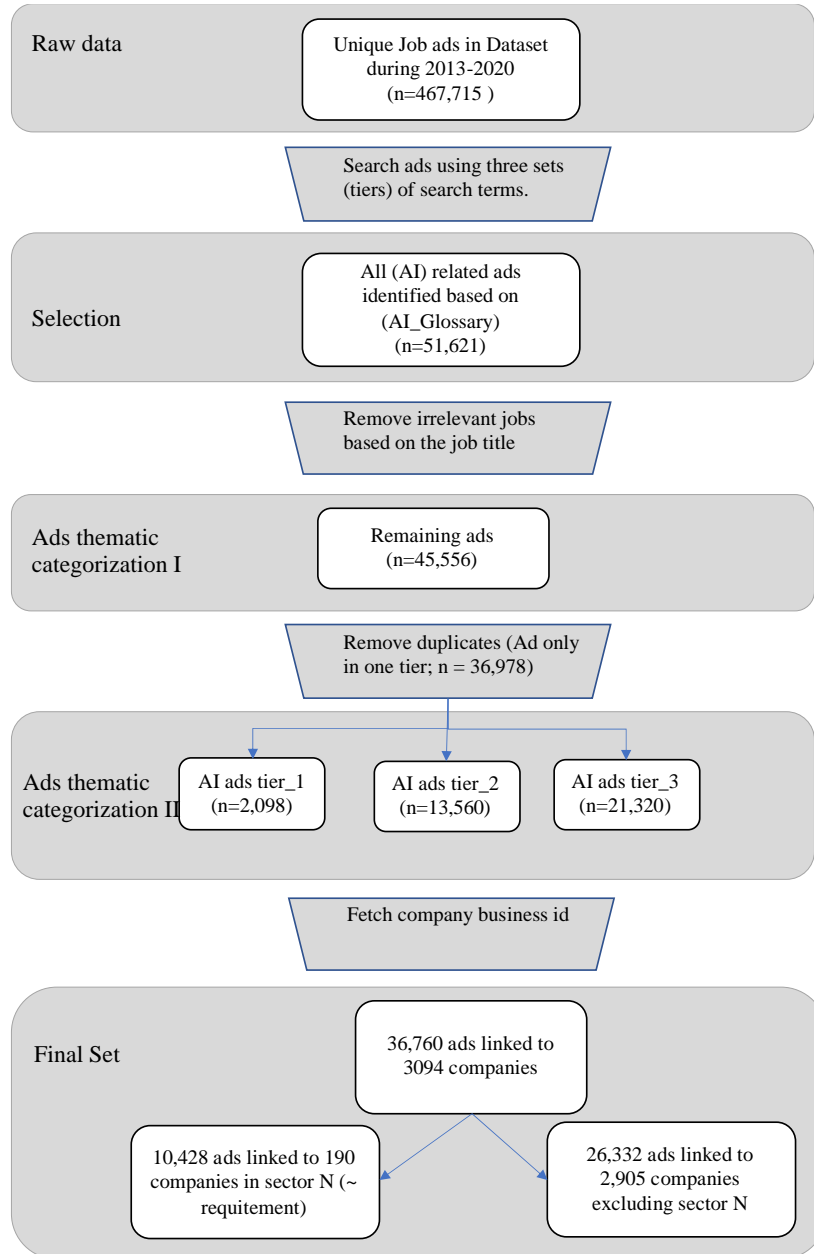 Raw data
Unique Job ads in Dataset
during 2013-2020
(n=467,715 )
Search ads using three sets
(tiers) of search terms.
Selection
All (AI) related ads
identified based on
(AI_Glossary)
(n=51,621)
Remove irrelevant jobs
based on the job title
Ads thematic
categorization I
Remaining ads
(n=45,556)
Remove duplicates (Ad only
in one tier; n = 36,978)
Ads thematic
categorization II
AI ads tier_1
(n=2,098)
AI ads tier_2
(n=13,560)
AI ads tier_3
(n=21,320)
Fetch company business id
Final Set
36,760 ads linked to
3094 companies
10,428 ads linked to 190
companies in sector N (~
requitement)
26,332 ads linked to
2,905 companies
excluding sector N